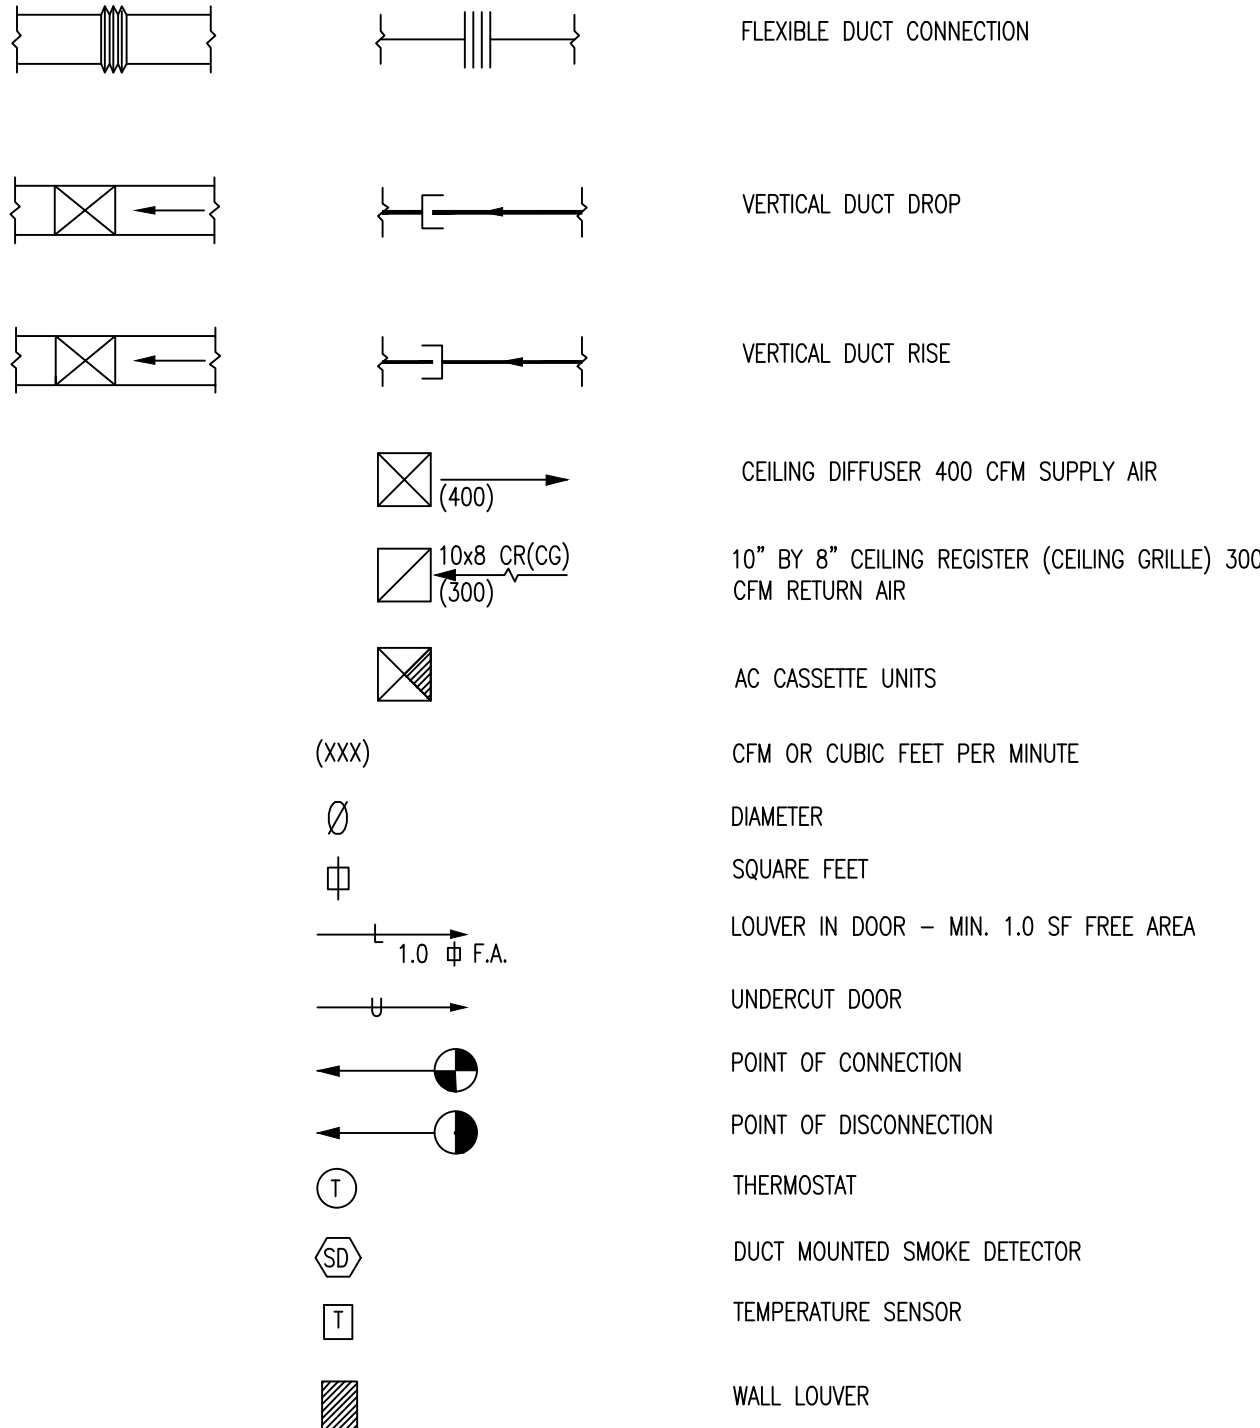 FLEXIBLE DUCT CONNECTION
VERTICAL DUCT DROP
VERTICAL DUCT RISE
(400)
CEILING DIFFUSER 400 CFM SUPPLY AIR
10x8 CR(CG)
(300)
10" BY 8" CEILING REGISTER (CEILING GRILLE) 300
CFM RETURN AIR
AC CASSETTE UNITS
(XXX) CFM OR CUBIC FEET PER MINUTE
Ø DIAMETER
SQUARE FEET
L
1.0 F.A.
LOUVER IN DOOR – MIN. 1.0 SF FREE AREA
U UNDERCUT DOOR
POINT OF CONNECTION
POINT OF DISCONNECTION
T THERMOSTAT
SD DUCT MOUNTED SMOKE DETECTOR
T TEMPERATURE SENSOR
WALL LOUVER